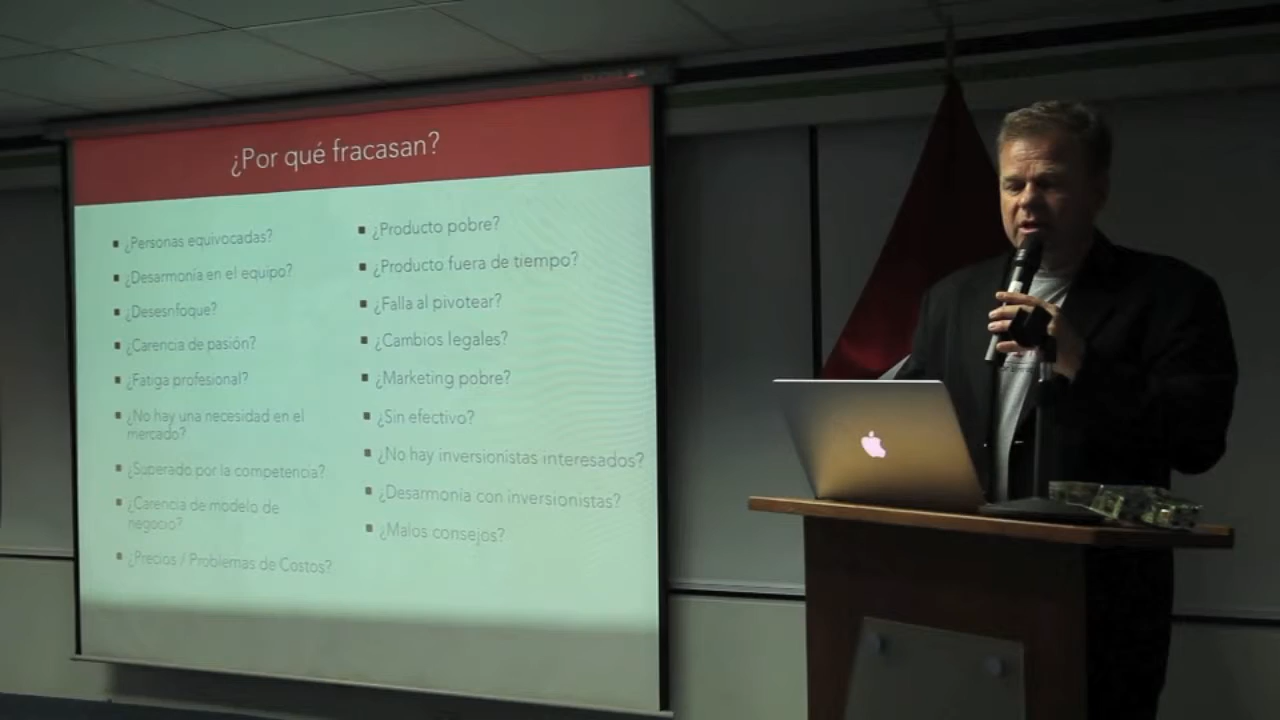 ¿Por qué fracasan?
¿Personas equivocadas?
¿Desarmonía en el equipo?
¿Desesnfoque?
¿Carencia de pasión?
¿Fatiga profesional?
¿No hay una necesidad en el
mercado?
¿Superado por la competencia?
¿Carencia de modelo de
negocio?
¿Precios / Problemas de Costos?
¿Producto pobre?
¿Producto fuera de tiempo?
¿Falla al pivotear?
¿Cambios legales?
¿Marketing pobre?
¿Sin efectivo?
¿No hay inversionistas interesados?
¿Desarmonía con inversionistas?
¿Malos consejos?